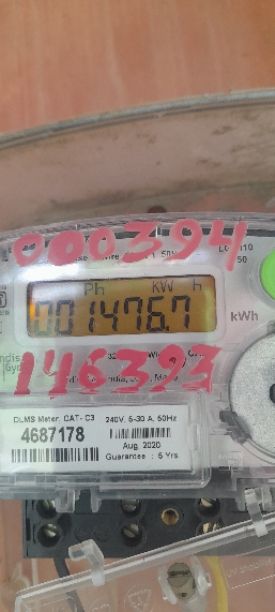 000394
Ph KW h
001476.7
kWh
146393
DLMS Meter, CAT- C3 240V, 5-30 A, 50Hz
4687178
Aug. 2020
Guarantee : 5 Yrs.